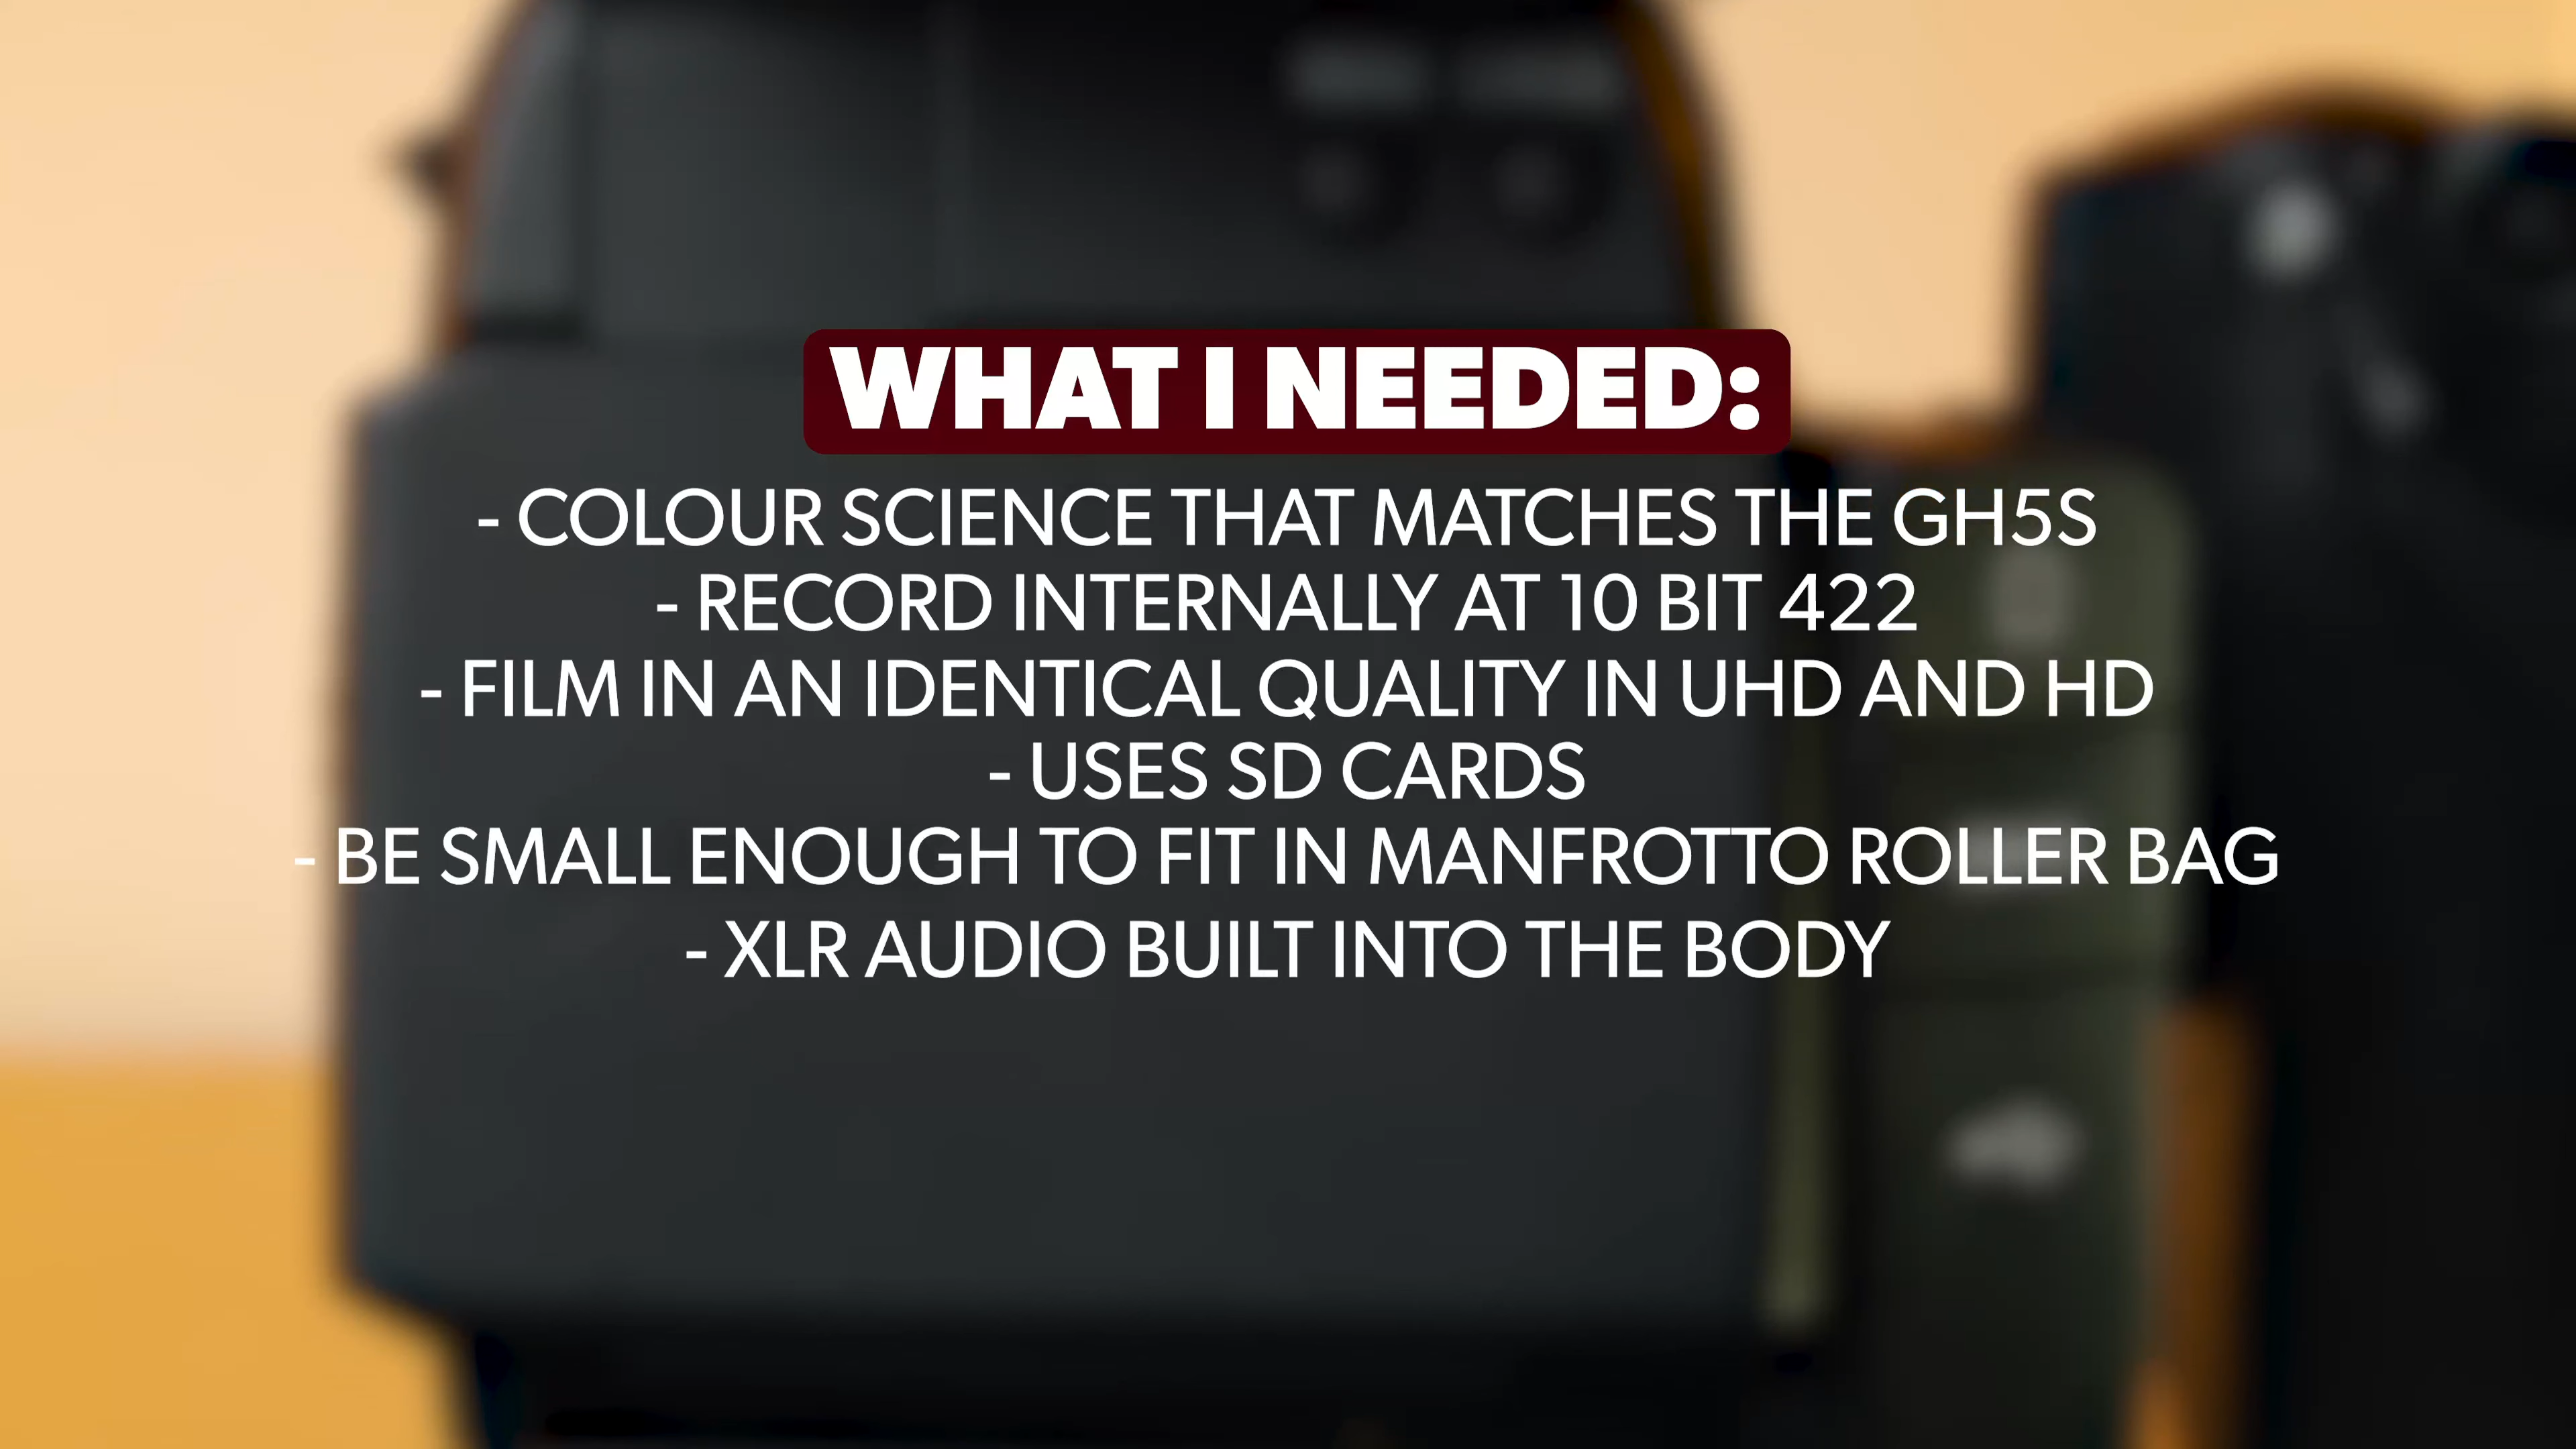 WHAT I NEEDED:
- COLOUR SCIENCE THAT MATCHES THE GH5S
- RECORD INTERNALLY AT 10 BIT 422
- FILM IN AN IDENTICAL QUALITY IN UHD AND HD
- USES SD CARDS
- BE SMALL ENOUGH TO FIT IN MANFROTTO ROLLER BAG
- XLR AUDIO BUILT INTO THE BODY